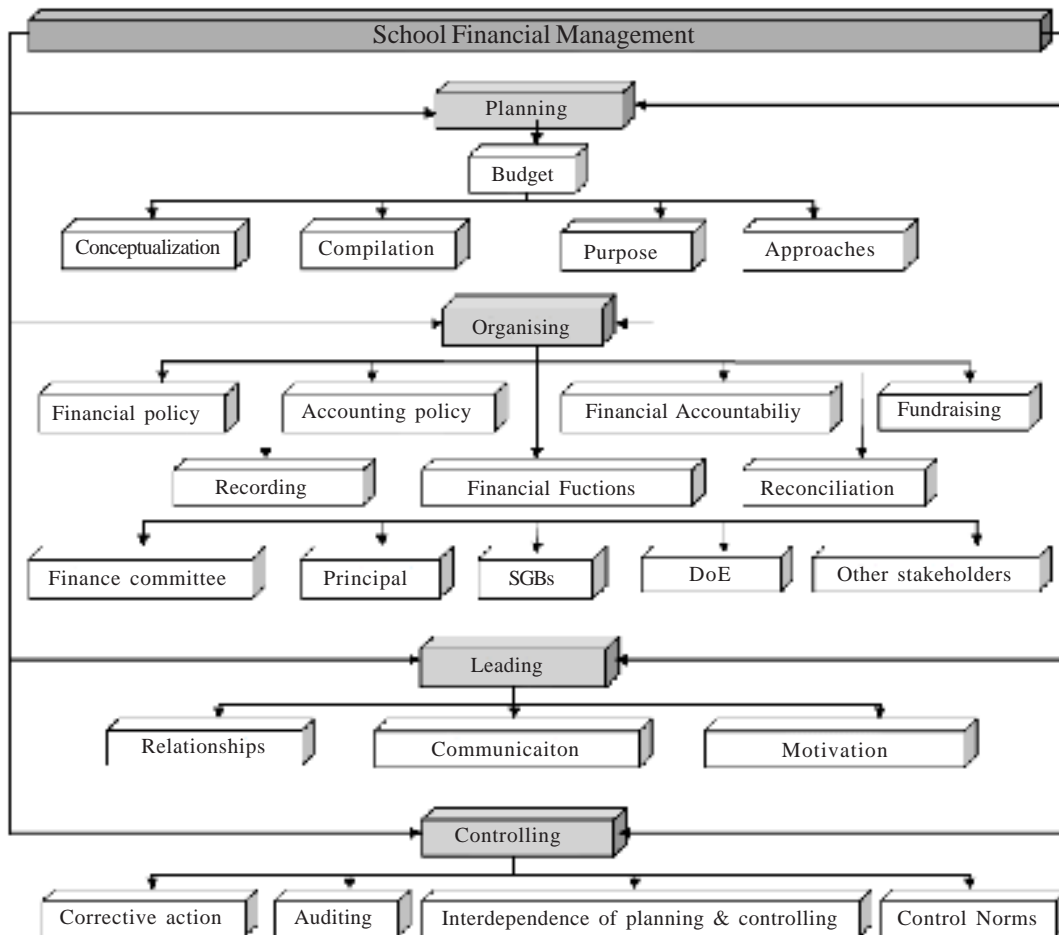 School Financial Management
Planning
Budget
Conceptualization
Compilation
Purpose
Approaches
Organising
Financial policy
Accounting policy
Financial Accountabiliy
Fundraising
Recording
Financial Fuctions
Reconciliation
Finance committee
Principal
SGBs
DoE
Other stakeholders
Leading
Relationships
Communicaiton
Motivation
Controlling
Corrective action
Auditing
Interdependence of planning & controlling
Control Norms